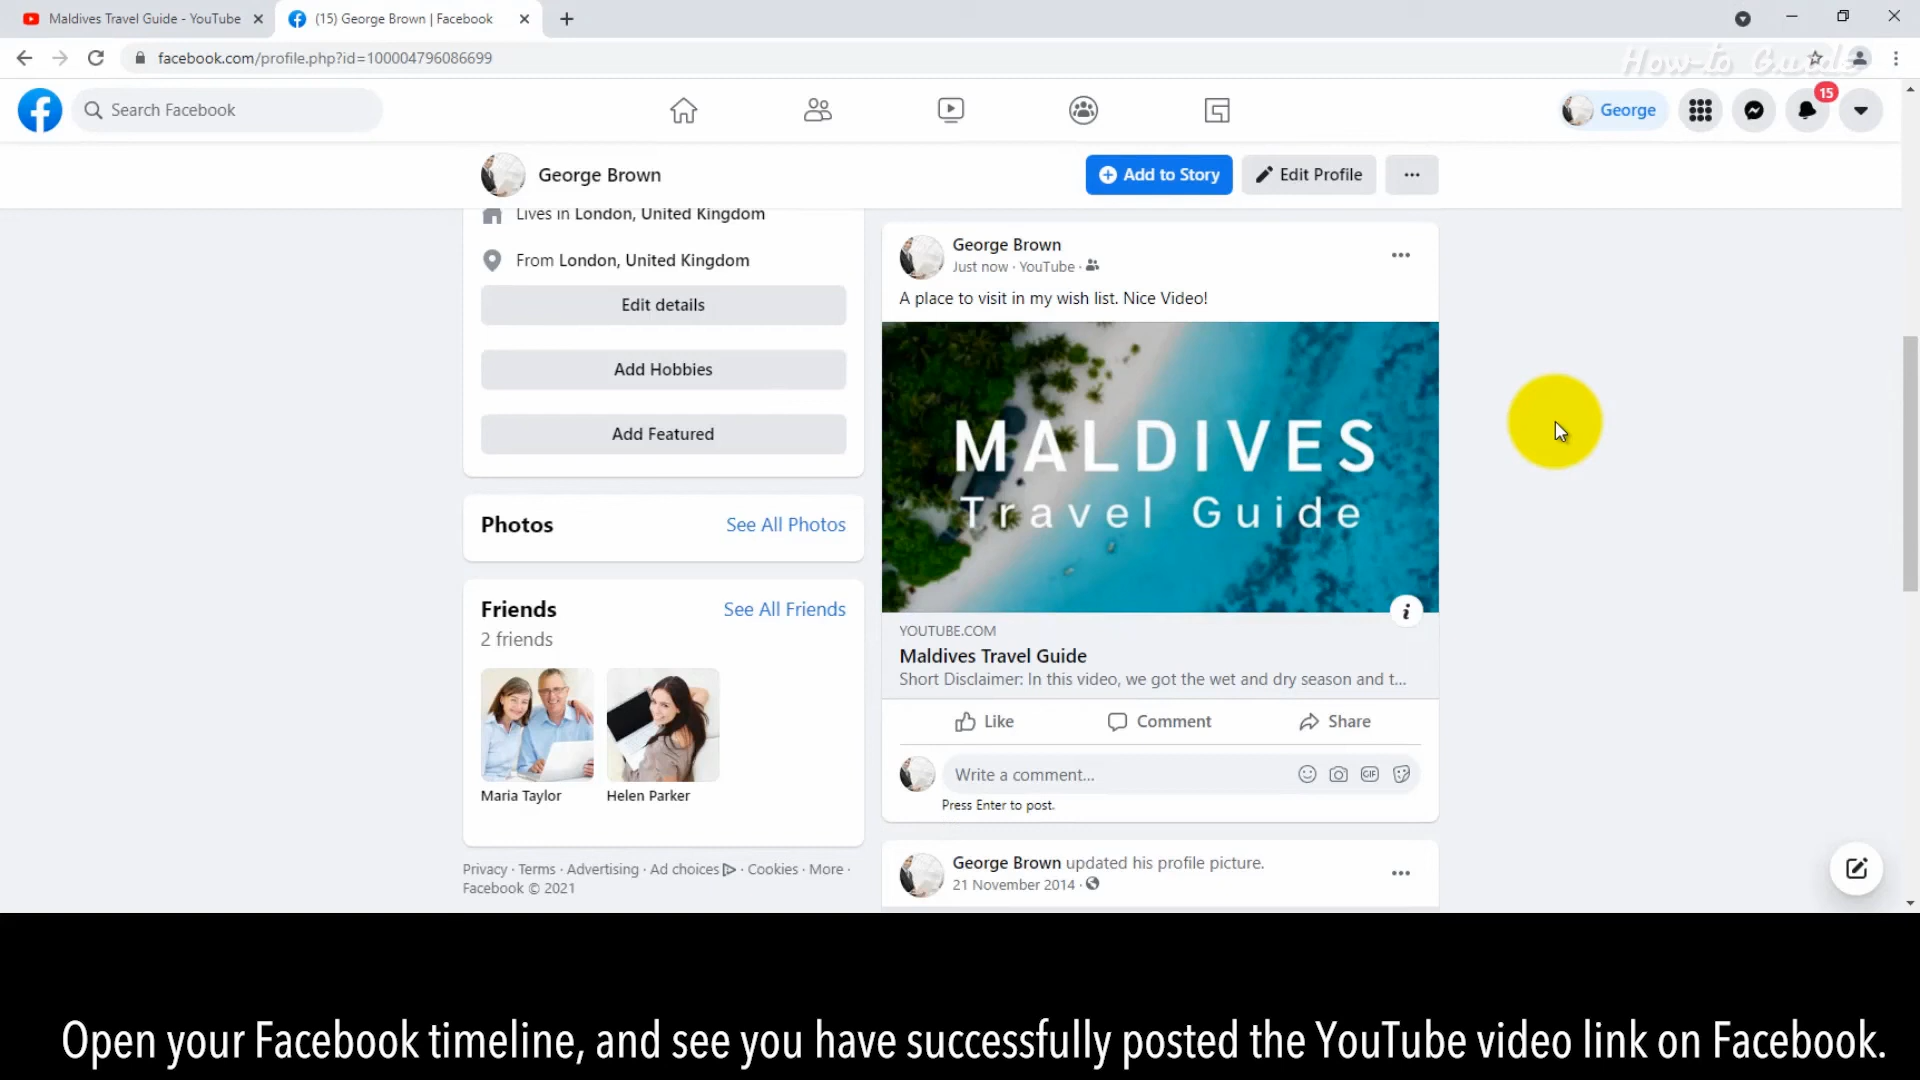 Maldives Travel Guide - YouTube
(15) George Brown | Facebook
facebook.com/profile.php?id=100004796086699
How-to Guide
Search Facebook
George
15
George Brown
Add to Story
Edit Profile
Lives in London, United Kingdom
From London, United Kingdom
Edit details
Add Hobbies
Add Featured
Photos
See All Photos
Friends
See All Friends
2 friends
Maria Taylor
Helen Parker
Privacy · Terms · Advertising · Ad choices · Cookies · More ·
Facebook © 2021
George Brown
Just now · YouTube ·
A place to visit in my wish list. Nice Video!
MALDIVES
Travel Guide
YOUTUBE.COM
Maldives Travel Guide
Short Disclaimer: In this video, we got the wet and dry season and t...
Like
Comment
Share
Write a comment...
GIF
Press Enter to post.
George Brown updated his profile picture.
21 November 2014 ·
Open your Facebook timeline, and see you have successfully posted the YouTube video link on Facebook.